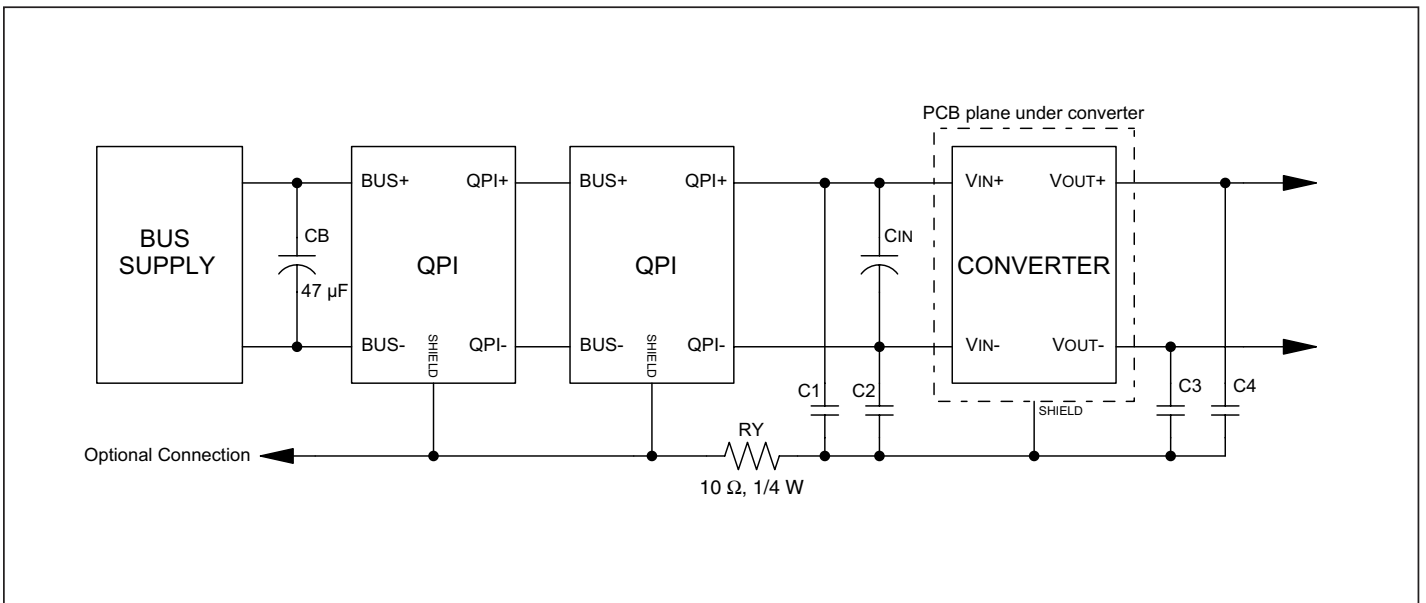 PCB plane under converter
BUS
SUPPLY
CB
47 µF
BUS+
QPI+
QPI
BUS-
SHIELD
QPI-
BUS+
QPI+
QPI
BUS-
SHIELD
QPI-
CIN
VIN+
VOUT+
CONVERTER
VIN-
VOUT-
C1
C2
C3
C4
SHIELD
Optional Connection
RY
10 Ω, 1/4 W